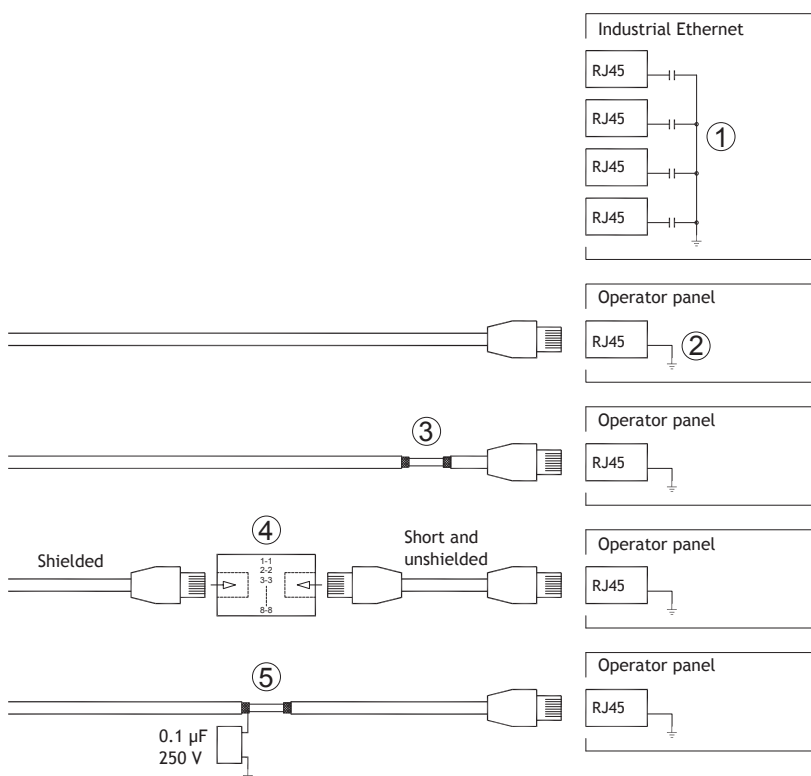 Industrial Ethernet
RJ45
RJ45
RJ45
RJ45
1
Operator panel
RJ45
2
3
Operator panel
RJ45
4
Shielded
1-1
2-2
3-3
8-8
Short and
unshielded
Operator panel
RJ45
5
0.1 µF
250 V
Operator panel
RJ45